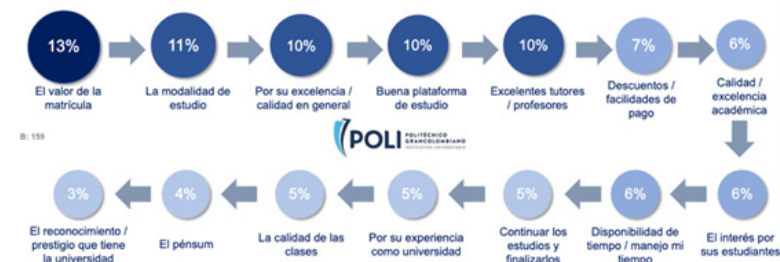 13%
11%
10%
10%
10%
7%
6%
El valor de la
matrícula
La modalidad de
estudio
Por su excelencia /
calidad en general
Buena plataforma
de estudio
Excelentes tutores
/ profesores
Descuentos /
facilidades de
pago
Calidad /
excelencia
académica
B: 159
POLI
POLITÉCNICO
GRANCOLOMBIANO
INSTITUCIÓN UNIVERSITARIA
3%
4%
5%
5%
5%
6%
6%
El reconocimiento /
prestigio que tiene
la universidad
El pénsum
La calidad de las
clases
Por su experiencia
como universidad
Continuar los
estudios y
finalizarlos
Disponibilidad de
tiempo / manejo mi
tiempo
El interés por
sus estudiantes